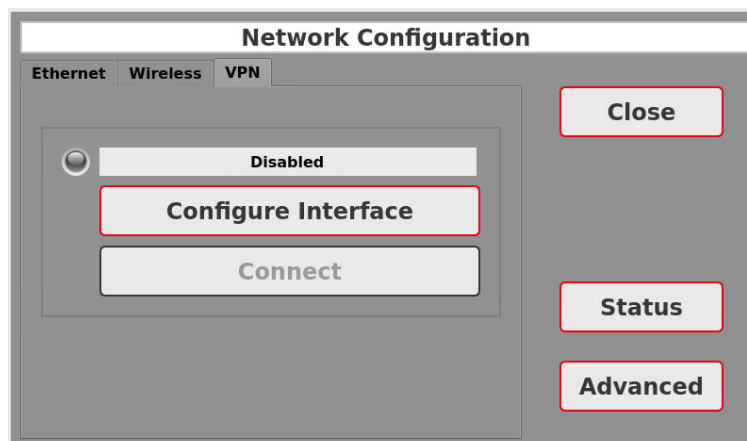 Network Configuration
Ethernet Wireless VPN
Close
Disabled
Configure Interface
Connect
Status
Advanced